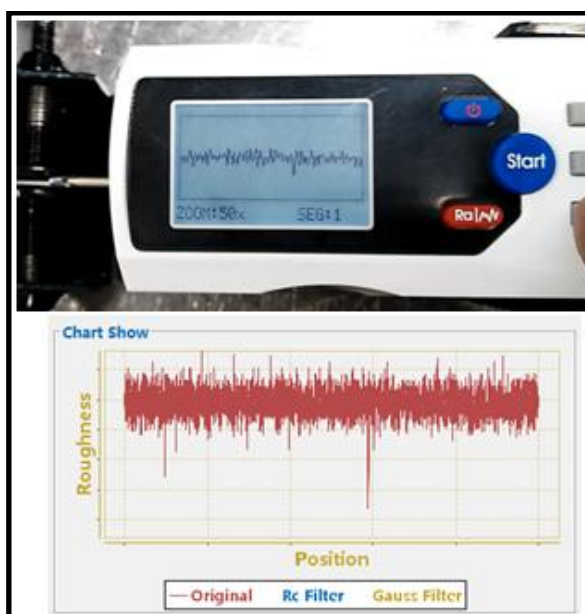 Start
ZOOM:50x SEG:1
Ra
Chart Show
Roughness
Position
Original Rc Filter Gauss Filter